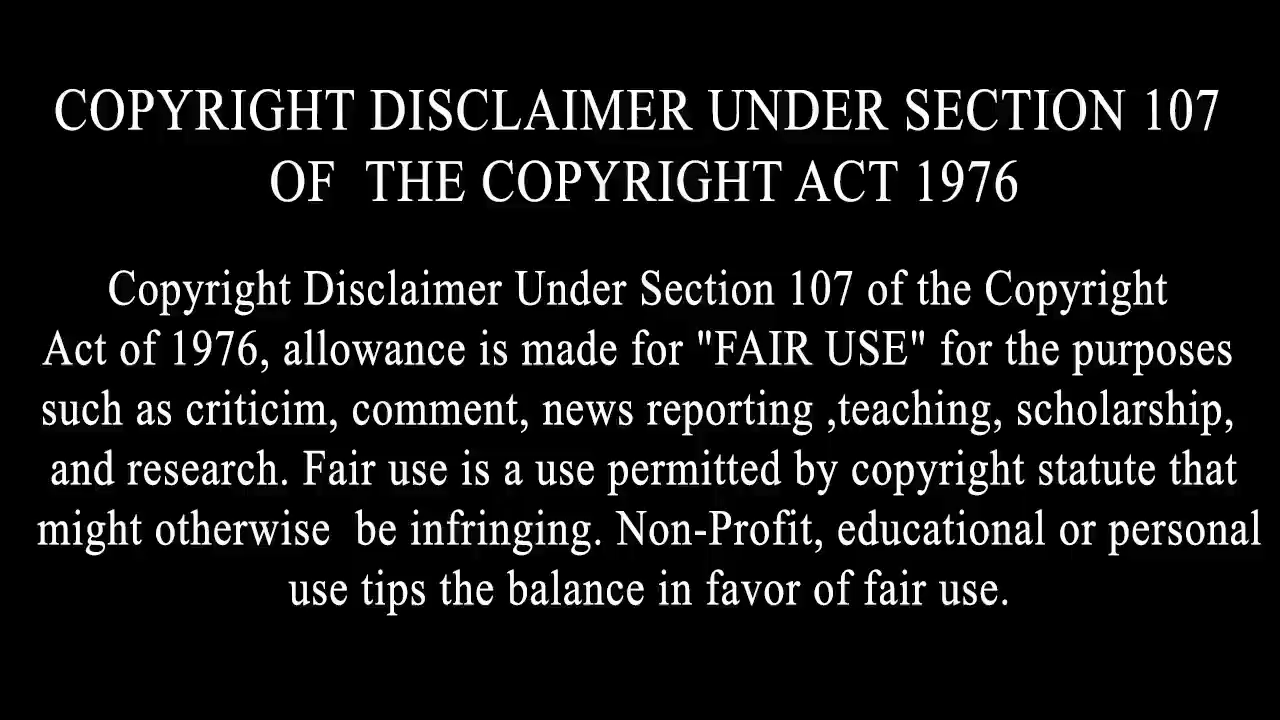 COPYRIGHT DISCLAIMER UNDER SECTION 107
OF  THE COPYRIGHT ACT 1976
Copyright Disclaimer Under Section 107 of the Copyright
Act of 1976, allowance is made for "FAIR USE" for the purposes
such as criticim, comment, news reporting ,teaching, scholarship,
and research. Fair use is a use permitted by copyright statute that
might otherwise  be infringing. Non-Profit, educational or personal
use tips the balance in favor of fair use.